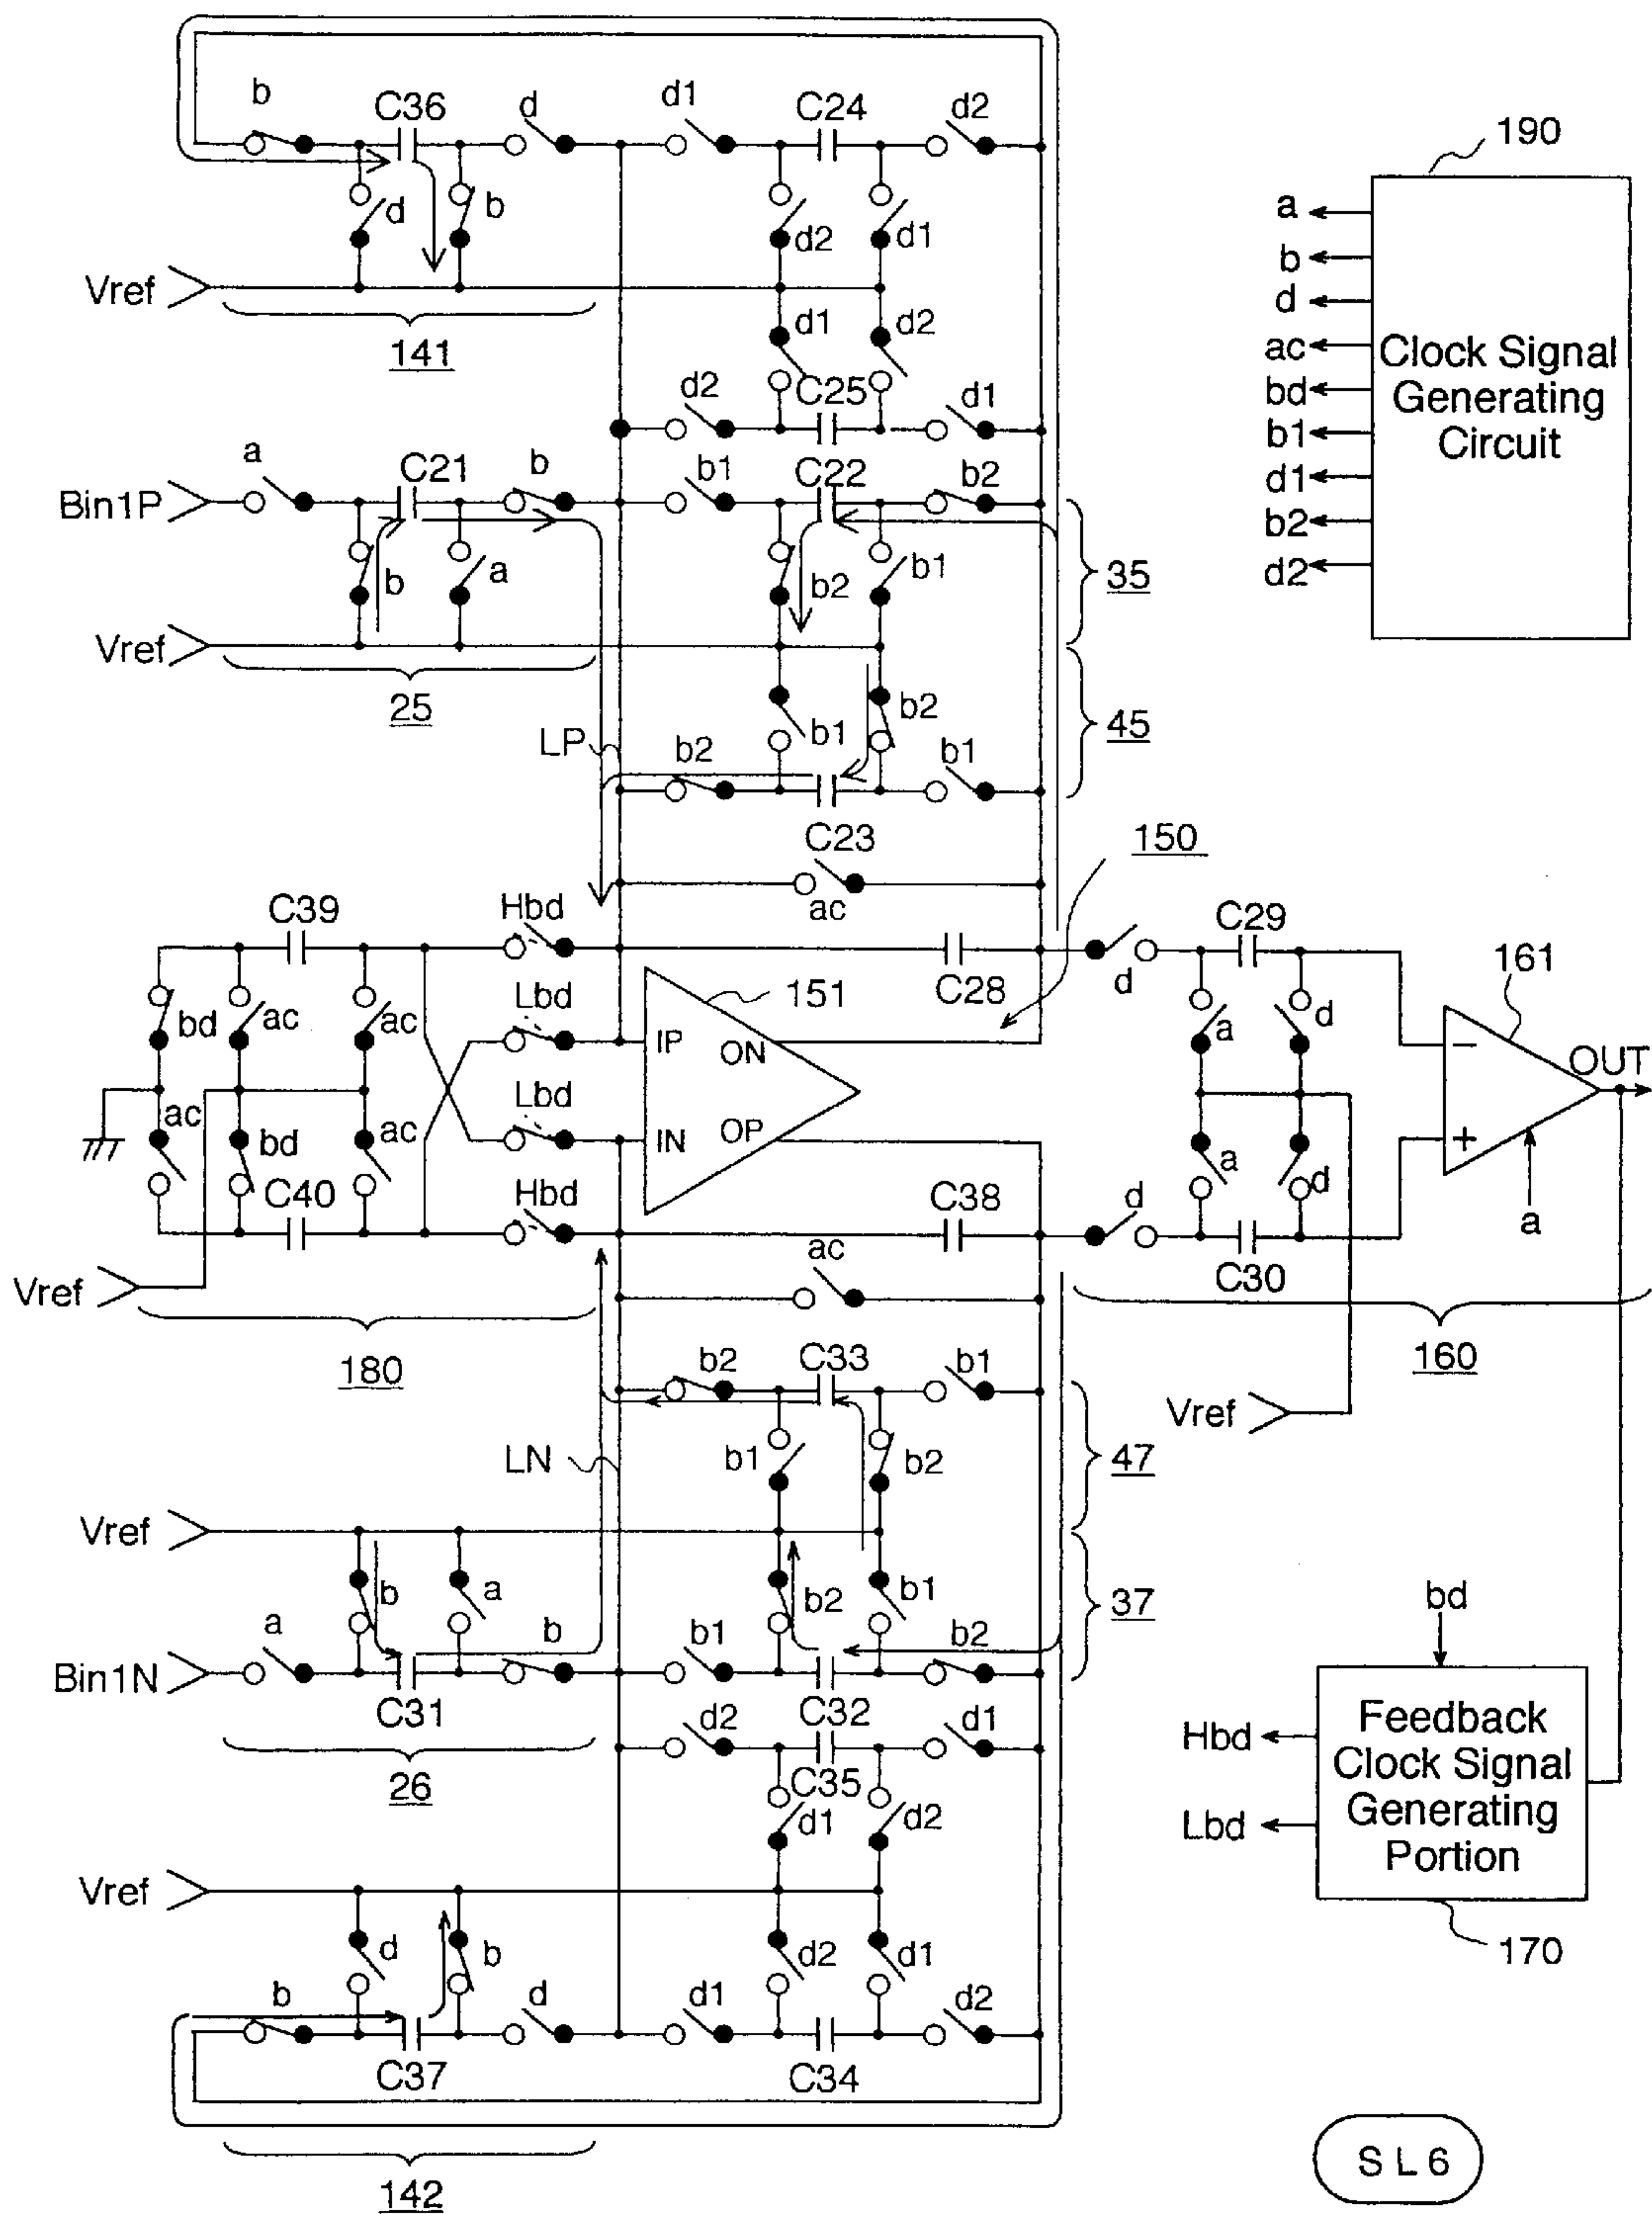 b C36 d d1 C24 d2
190
d b d2 d1
a
b
d
ac
bd
b1
d1
b2
d2
Clock Signal
Generating
Circuit
Vref
141
d1 d2
d2 C25 d1
a C21 b b1 C22 b2
Bin1P
b a b2 b1
35
Vref
25
b1 b2
45
LP
b2 b1
C23
150
ac
C39 Hbd C28 d C29
161
bd ac ac Lbd 151 a d
IP ON
OUT
ac bd ac Lbd a d
IN OP
a
C40 Hbd C38 d C30
Vref
ac
180
160
b2 C33 b1
Vref
LN
b1 b2
47
Vref
b a b2 b1
37
a b b1 b2
Bin1N
C31 C32
26
d2 d1
C35
d1 d2
bd
Hbd
Lbd
Feedback
Clock Signal
Generating
Portion
170
Vref
d b d2 d1
b d d1 d2
C37 C34
142
SL6